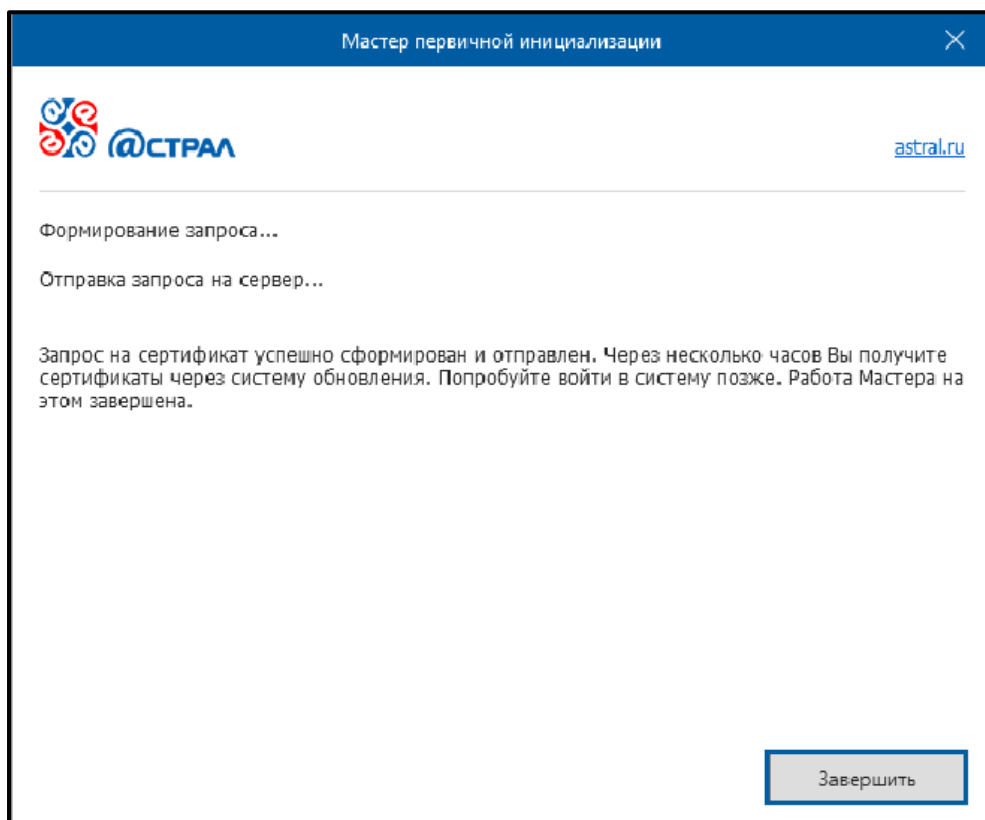 Мастер первичной инициализации
@СТРАЛ
astral.ru
Формирование запроса...
Отправка запроса на сервер...
Запрос на сертификат успешно сформирован и отправлен. Через несколько часов Вы получите
сертификаты через систему обновления. Попробуйте войти в систему позже. Работа Мастера на
этом завершена.
Завершить